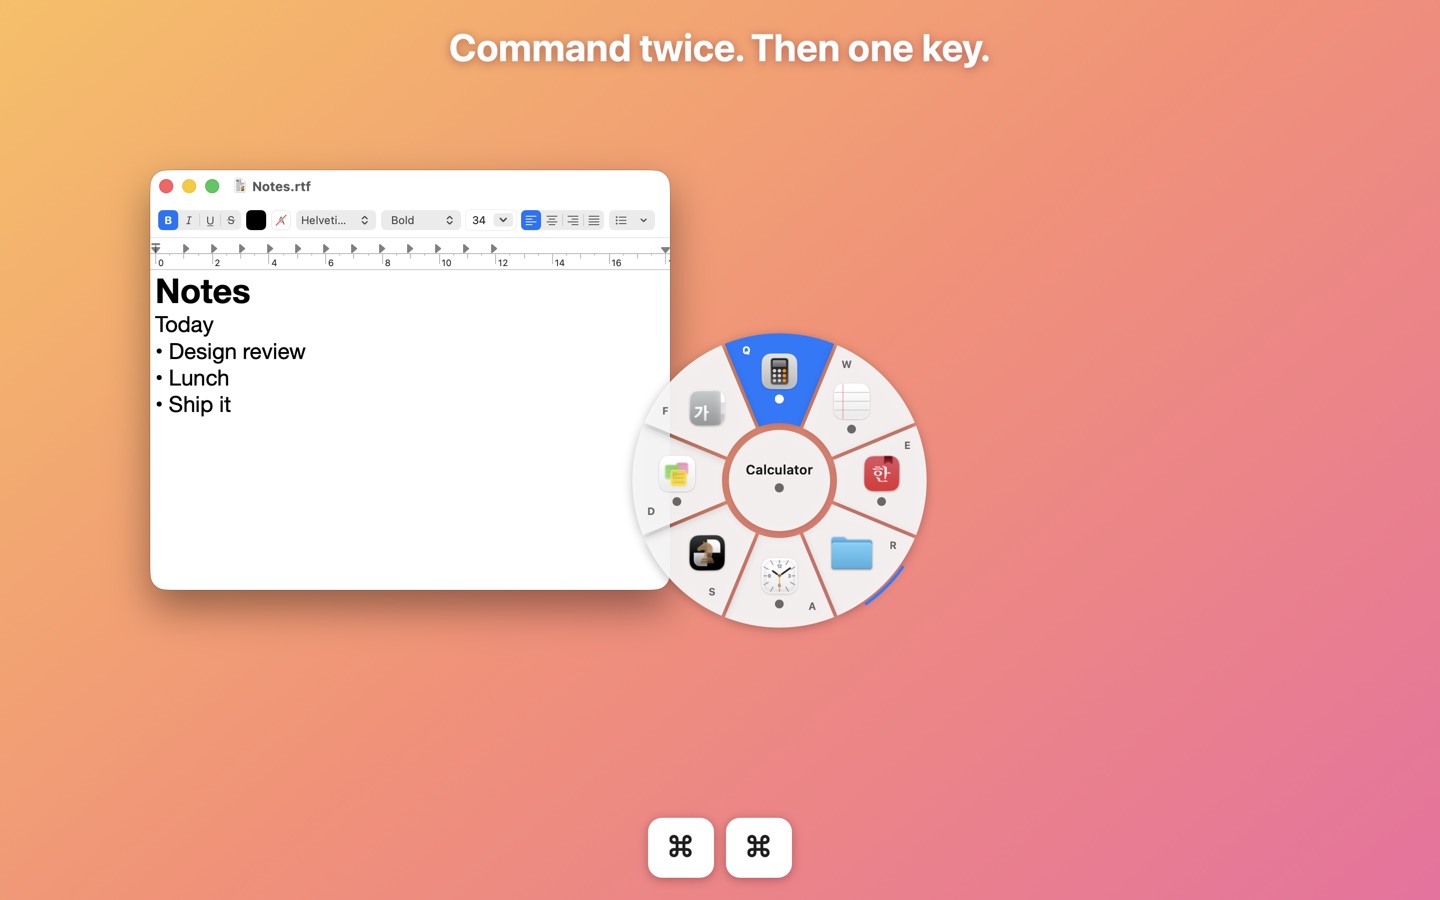 Command twice. Then one key.
Notes.rtf
B I U S Helveti... Bold 34
0 2 4 6 8 10 12 14 16
Notes
Today
• Design review
• Lunch
• Ship it
Q
W
F
가
E
한
Calculator
D
R
S
A
⌘ ⌘